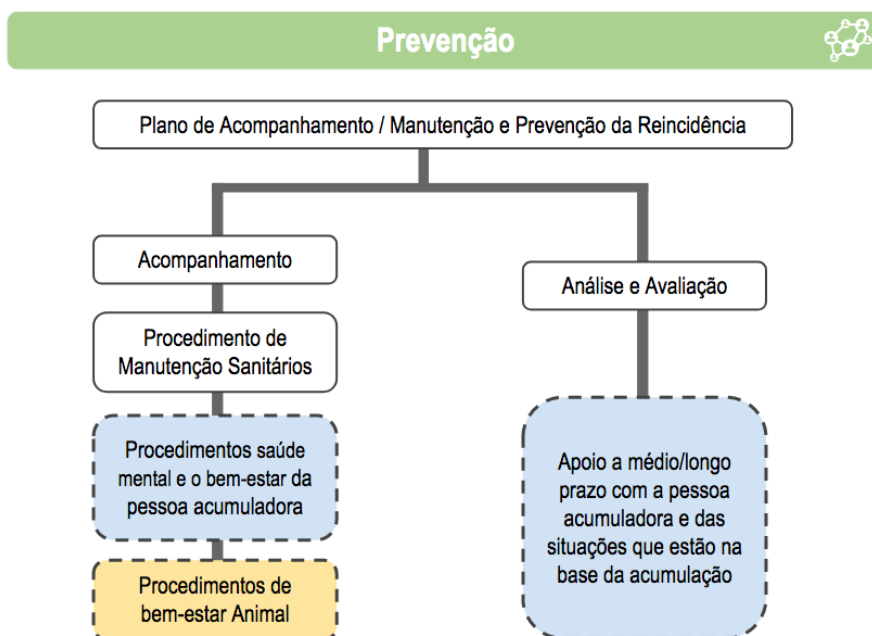 Prevenção
Plano de Acompanhamento / Manutenção e Prevenção da Reincidência
Acompanhamento
Procedimento de
Manutenção Sanitários
Procedimentos saúde
mental e o bem-estar da
pessoa acumuladora
Procedimentos de
bem-estar Animal
Análise e Avaliação
Apoio a médio/longo
prazo com a pessoa
acumuladora e das
situações que estão na
base da acumulação